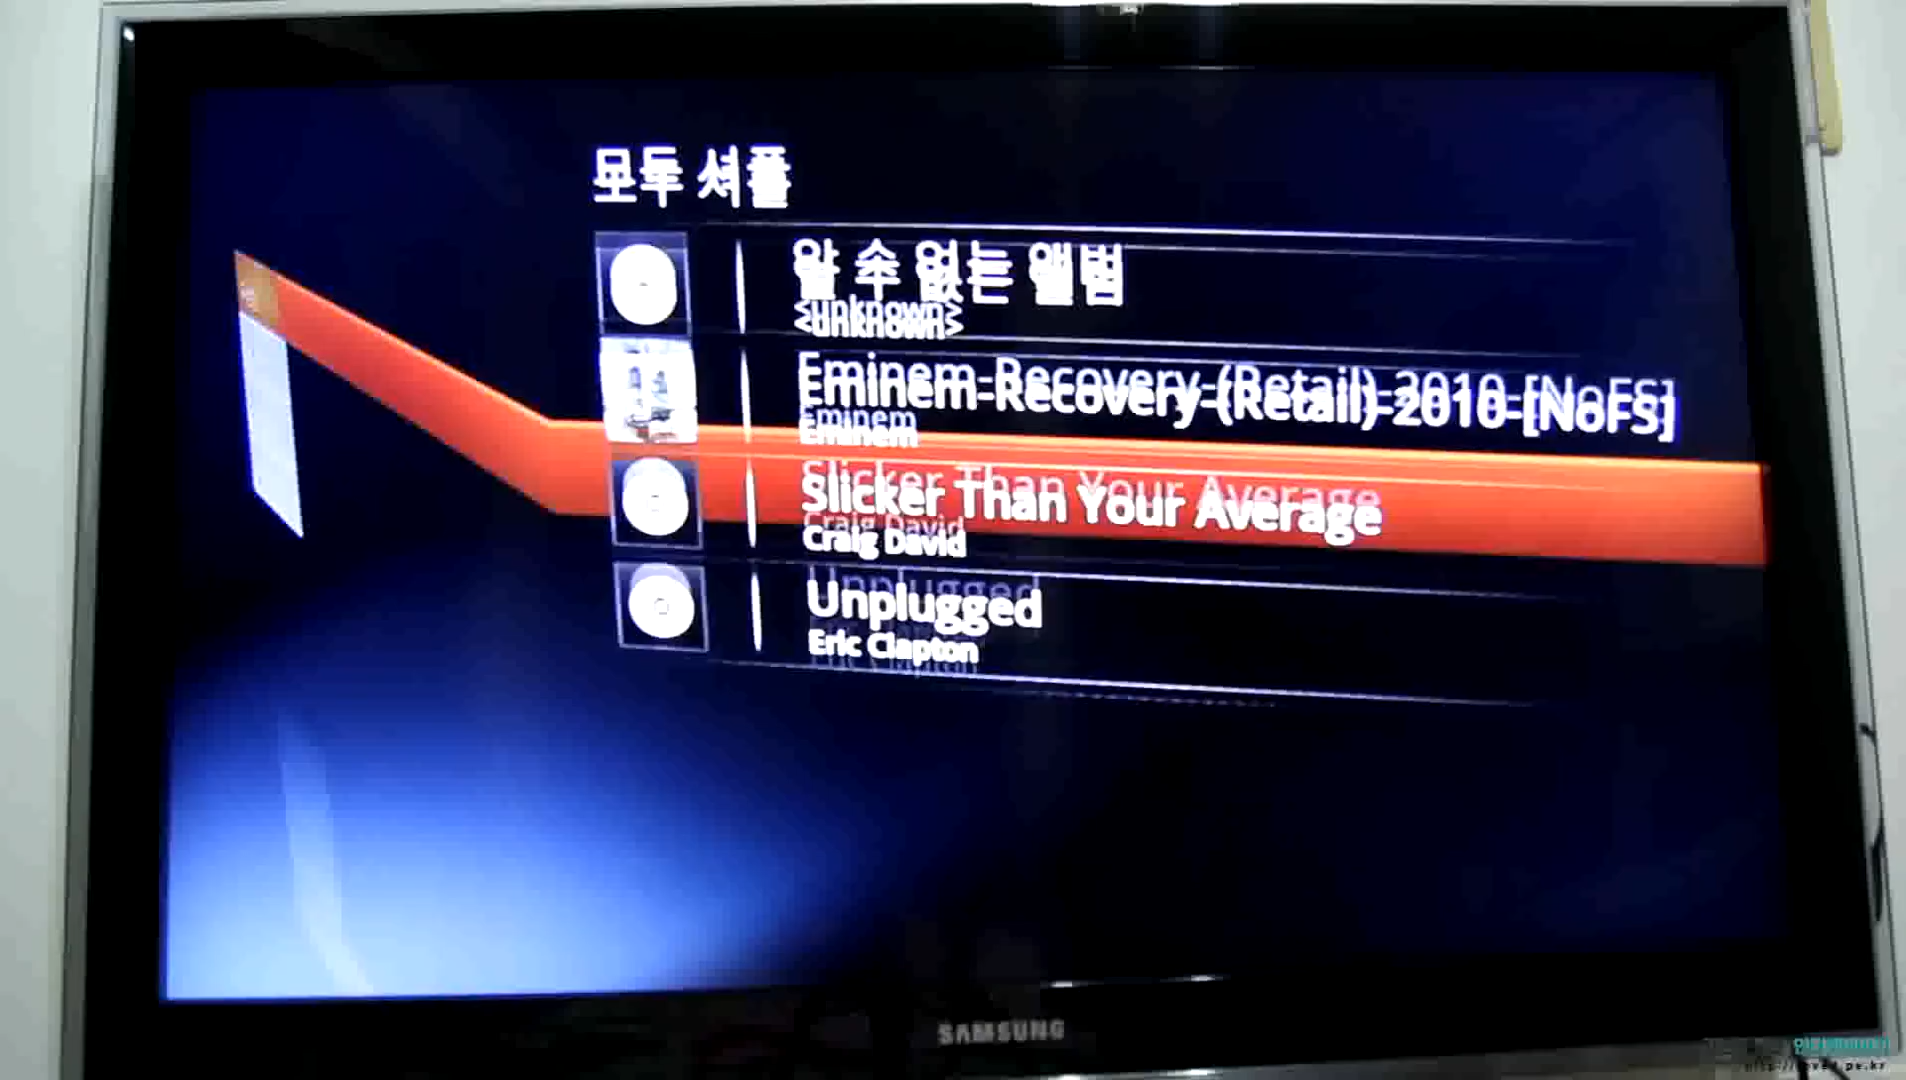 모두 셔플
알 수 없는 앨범
<unknown>
Eminem-Recovery-(Retail)-2010-[NoFS]
Eminem
Slicker Than Your Average
Craig David
Unplugged
Eric Clapton
SAMSUNG